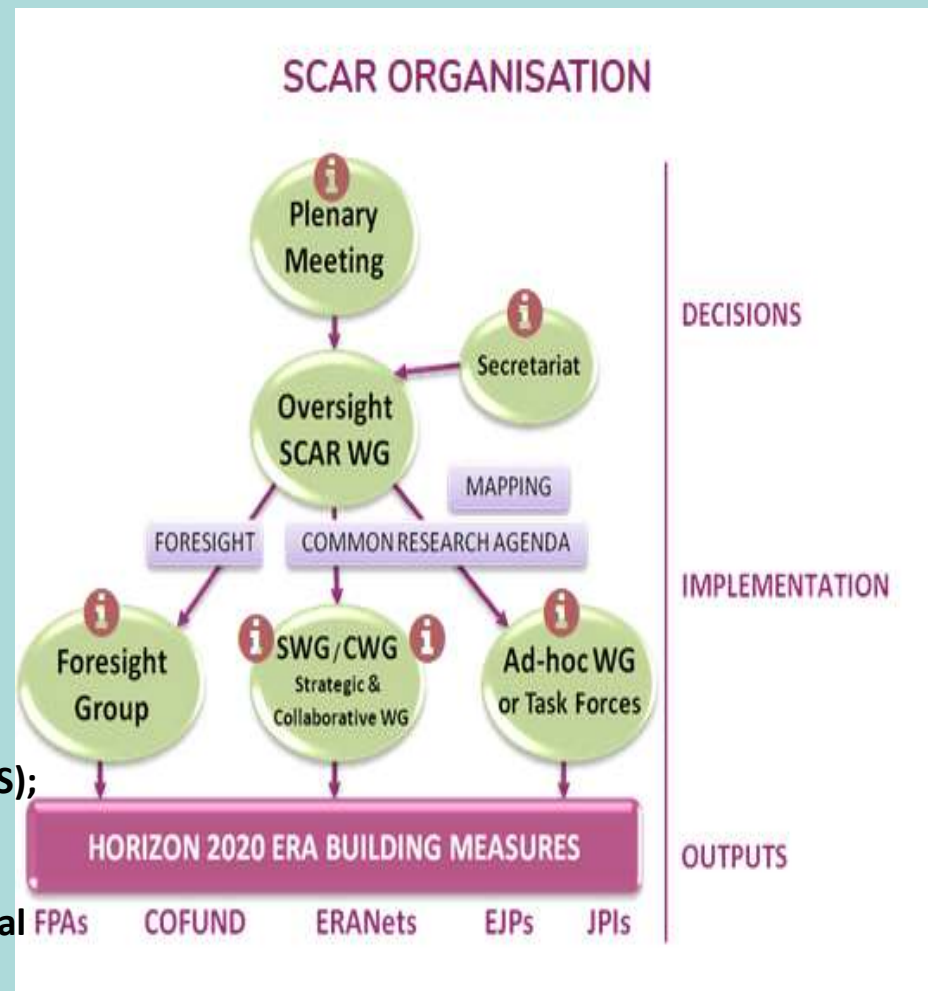 SCAR ORGANISATION
i
Plenary
Meeting
DECISIONS
i
Secretariat
Oversight
SCAR WG
MAPPING
FORESIGHT
COMMON RESEARCH AGENDA
IMPLEMENTATION
i
Foresight
Group
i
SWG/CWG
i
Strategic &
Collaborative WG
i
Ad-hoc WG
or Task Forces
S);
HORIZON 2020 ERA BUILDING MEASURES
OUTPUTS
al FPAs COFUND ERANets EJPs JPIs